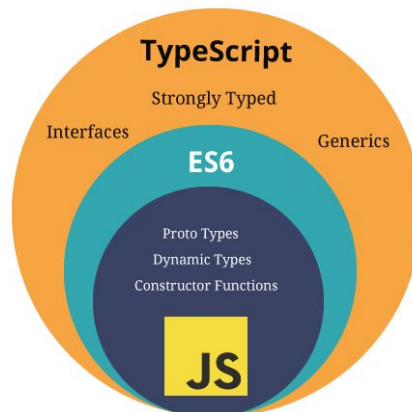 TypeScript
Strongly Typed
Interfaces
Generics
ES6
Proto Types
Dynamic Types
Constructor Functions
JS